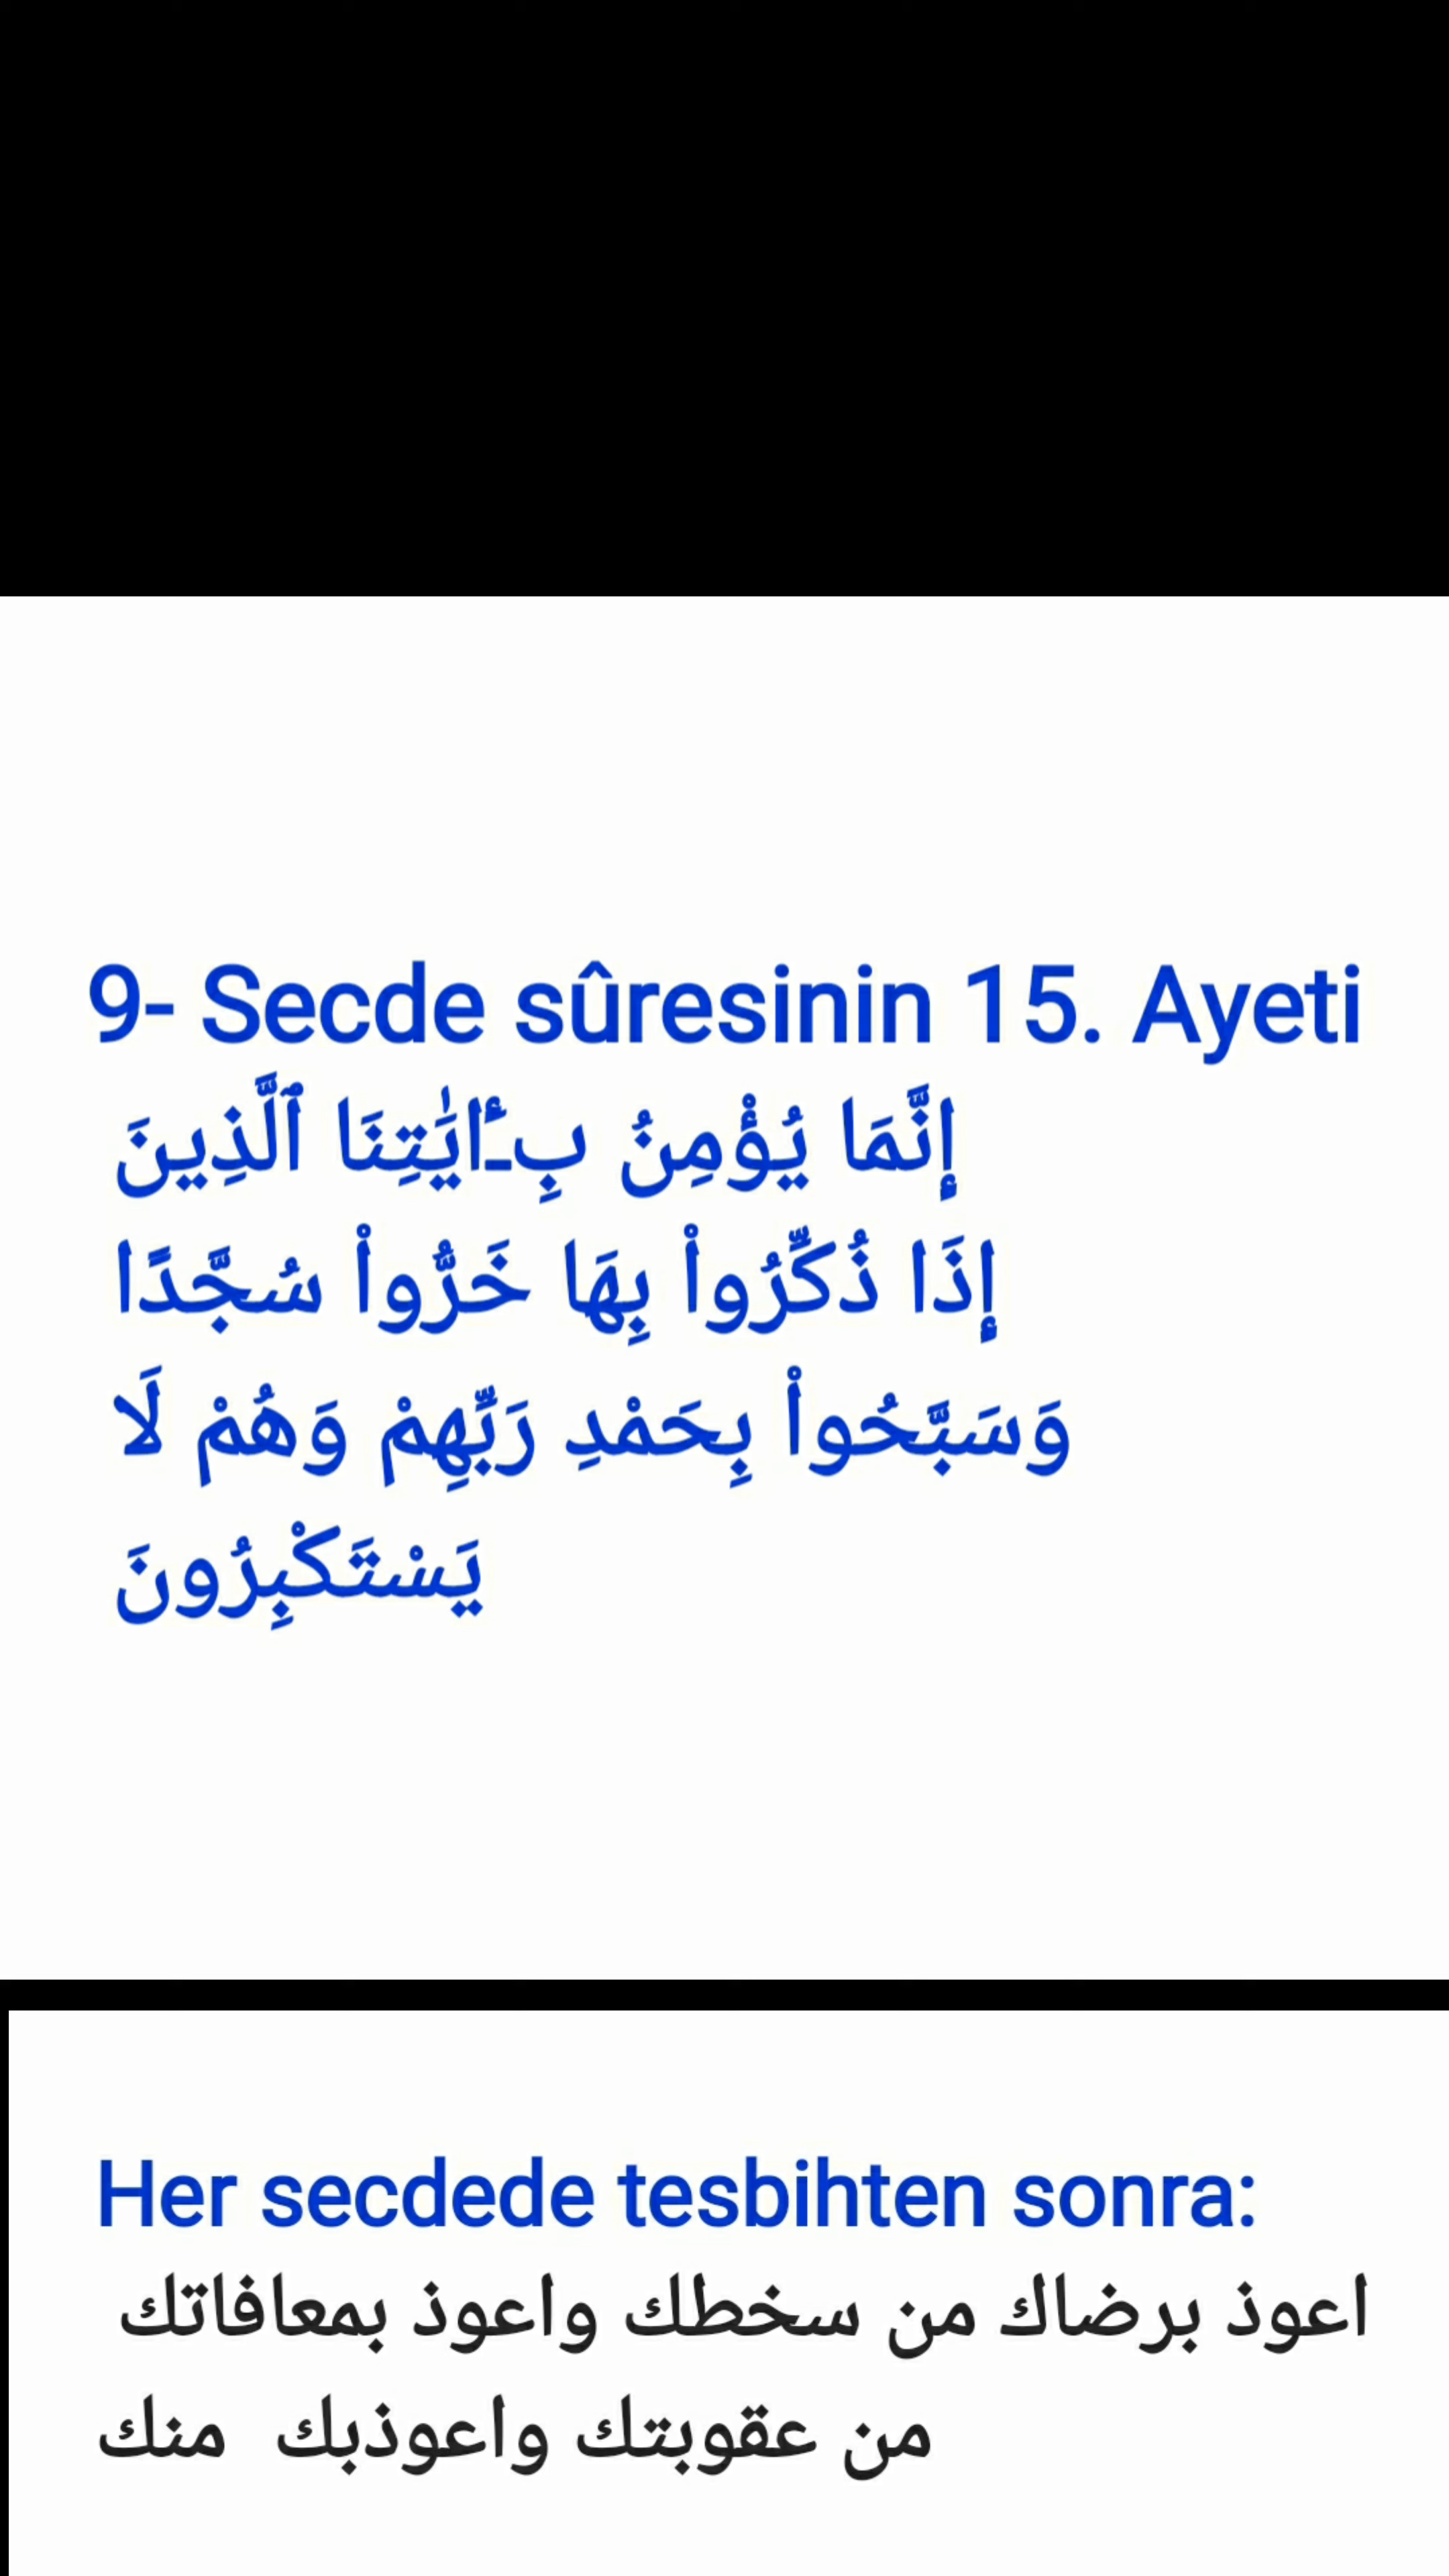 9- Secde sûresinin 15. Ayeti
إِنَّمَا يُؤْمِنُ بِـَٔايَٰتِنَا ٱلَّذِينَ
إِذَا ذُكِّرُوا۟ بِهَا خَرُّوا۟ سُجَّدًا
وَسَبَّحُوا۟ بِحَمْدِ رَبِّهِمْ وَهُمْ لَا
يَسْتَكْبِرُونَ
Her secdede tesbihten sonra:
اعوذ برضاك من سخطك واعوذ بمعافاتك
من عقوبتك واعوذبك  منك